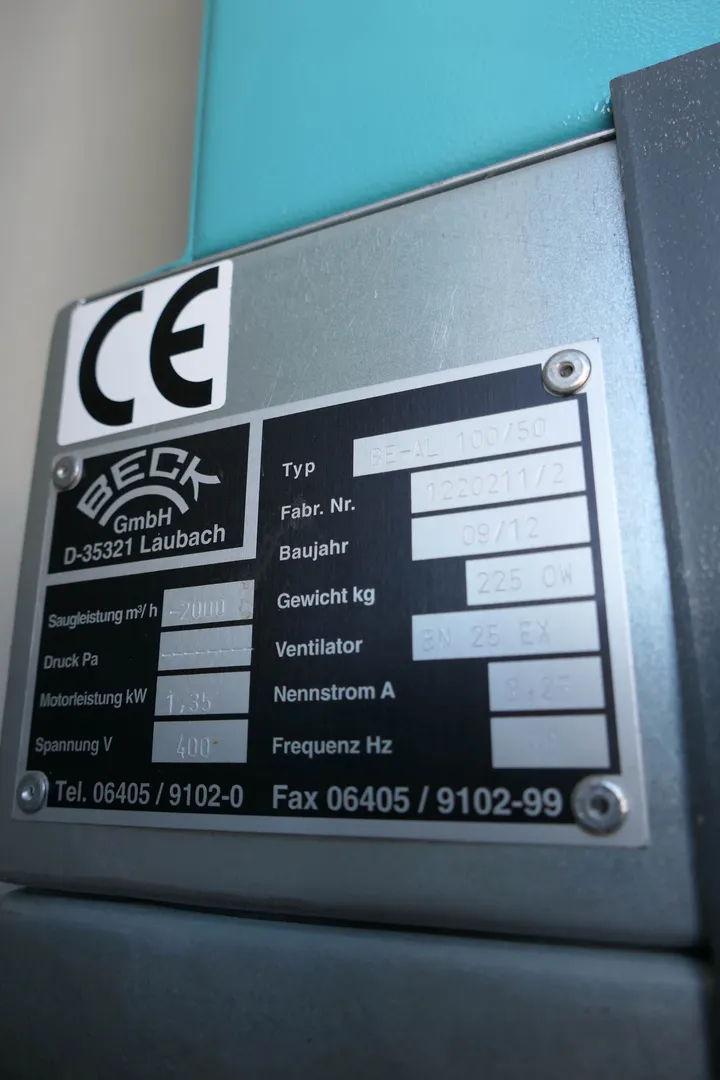 CE
BECK
GmbH
D-35321 Laubach
Typ BE-AL 100/50
Fabr. Nr. 1220211/2
Baujahr 09/12
Gewicht kg 225 OW
Saugleistung m³/h ~2000
Ventilator BN 25 EX
Druck Pa
Nennstrom A
Motorleistung kW 1,35
Frequenz Hz
Spannung V 400
Tel. 06405 / 9102-0 Fax 06405 / 9102-99